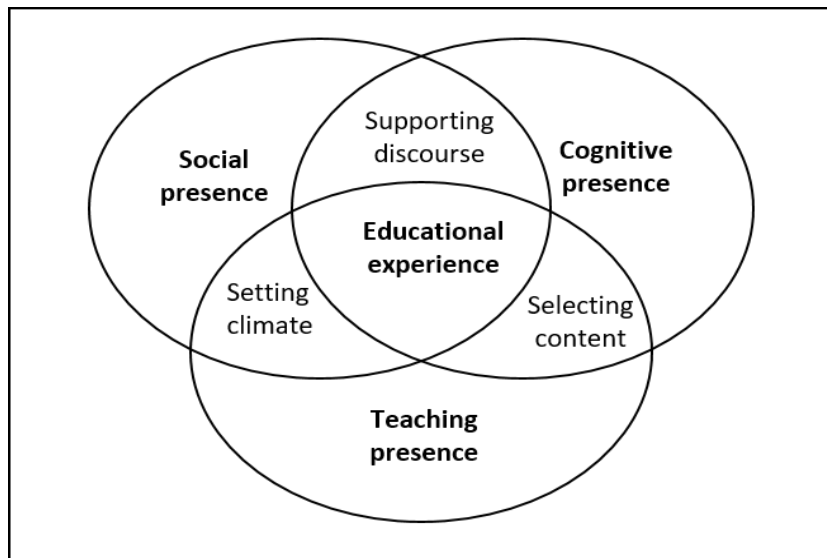 Supporting
discourse
Social
presence
Cognitive
presence
Educational
experience
Setting
climate
Selecting
content
Teaching
presence